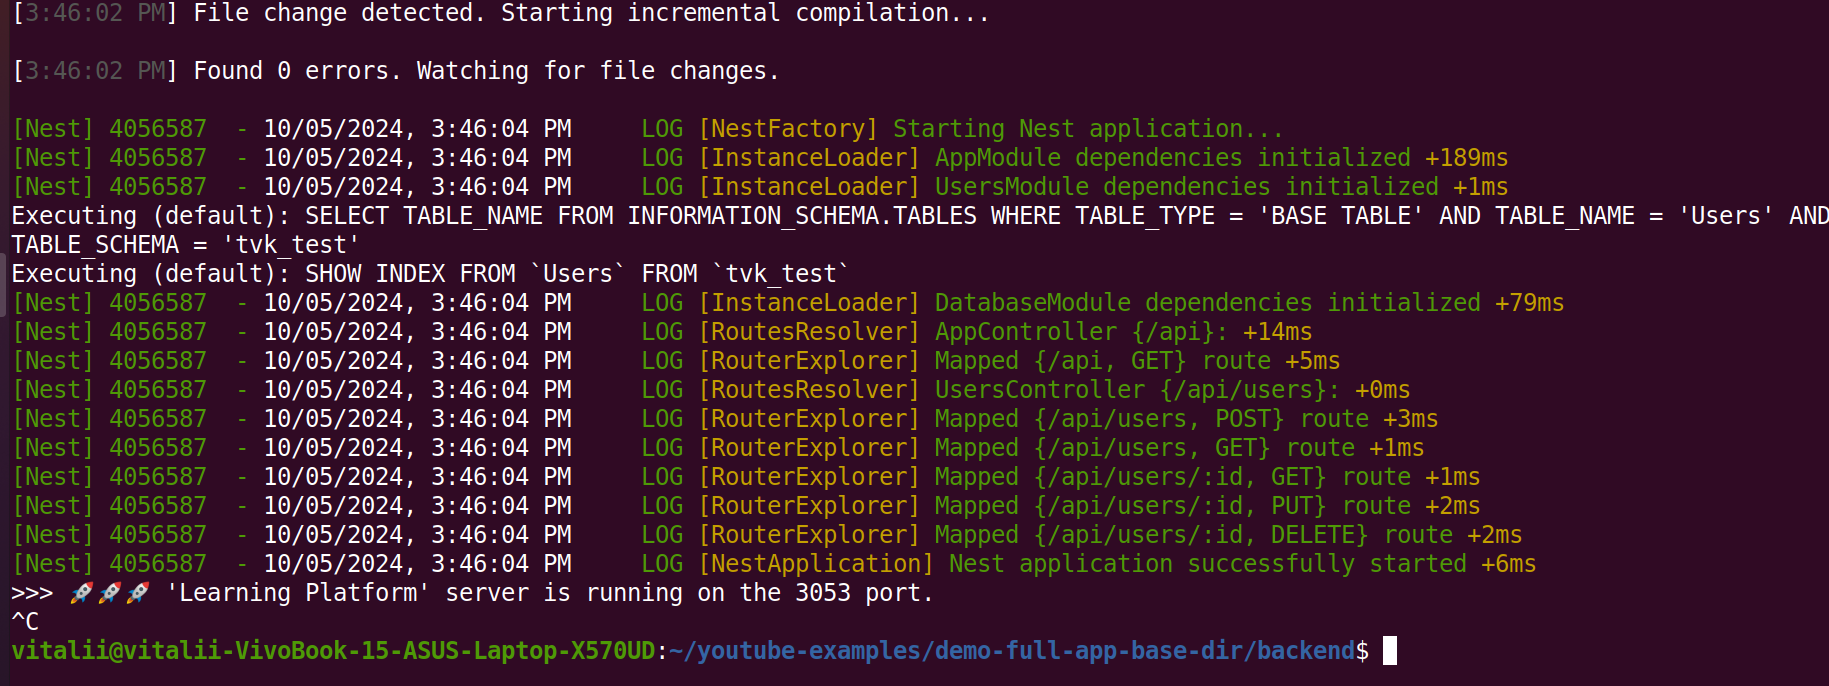 [3:46:02 PM] File change detected. Starting incremental compilation...
[3:46:02 PM] Found 0 errors. Watching for file changes.
[Nest] 4056587  - 10/05/2024, 3:46:04 PM     LOG [NestFactory] Starting Nest application...
[Nest] 4056587  - 10/05/2024, 3:46:04 PM     LOG [InstanceLoader] AppModule dependencies initialized +189ms
[Nest] 4056587  - 10/05/2024, 3:46:04 PM     LOG [InstanceLoader] UsersModule dependencies initialized +1ms
Executing (default): SELECT TABLE_NAME FROM INFORMATION_SCHEMA.TABLES WHERE TABLE_TYPE = 'BASE TABLE' AND TABLE_NAME = 'Users' AND
TABLE_SCHEMA = 'tvk_test'
Executing (default): SHOW INDEX FROM `Users` FROM `tvk_test`
[Nest] 4056587  - 10/05/2024, 3:46:04 PM     LOG [InstanceLoader] DatabaseModule dependencies initialized +79ms
[Nest] 4056587  - 10/05/2024, 3:46:04 PM     LOG [RoutesResolver] AppController {/api}: +14ms
[Nest] 4056587  - 10/05/2024, 3:46:04 PM     LOG [RouterExplorer] Mapped {/api, GET} route +5ms
[Nest] 4056587  - 10/05/2024, 3:46:04 PM     LOG [RoutesResolver] UsersController {/api/users}: +0ms
[Nest] 4056587  - 10/05/2024, 3:46:04 PM     LOG [RouterExplorer] Mapped {/api/users, POST} route +3ms
[Nest] 4056587  - 10/05/2024, 3:46:04 PM     LOG [RouterExplorer] Mapped {/api/users, GET} route +1ms
[Nest] 4056587  - 10/05/2024, 3:46:04 PM     LOG [RouterExplorer] Mapped {/api/users/:id, GET} route +1ms
[Nest] 4056587  - 10/05/2024, 3:46:04 PM     LOG [RouterExplorer] Mapped {/api/users/:id, PUT} route +2ms
[Nest] 4056587  - 10/05/2024, 3:46:04 PM     LOG [RouterExplorer] Mapped {/api/users/:id, DELETE} route +2ms
[Nest] 4056587  - 10/05/2024, 3:46:04 PM     LOG [NestApplication] Nest application successfully started +6ms
>>> 🚀🚀🚀 'Learning Platform' server is running on the 3053 port.
^C
vitalii@vitalii-VivoBook-15-ASUS-Laptop-X570UD:~/youtube-examples/demo-full-app-base-dir/backend$